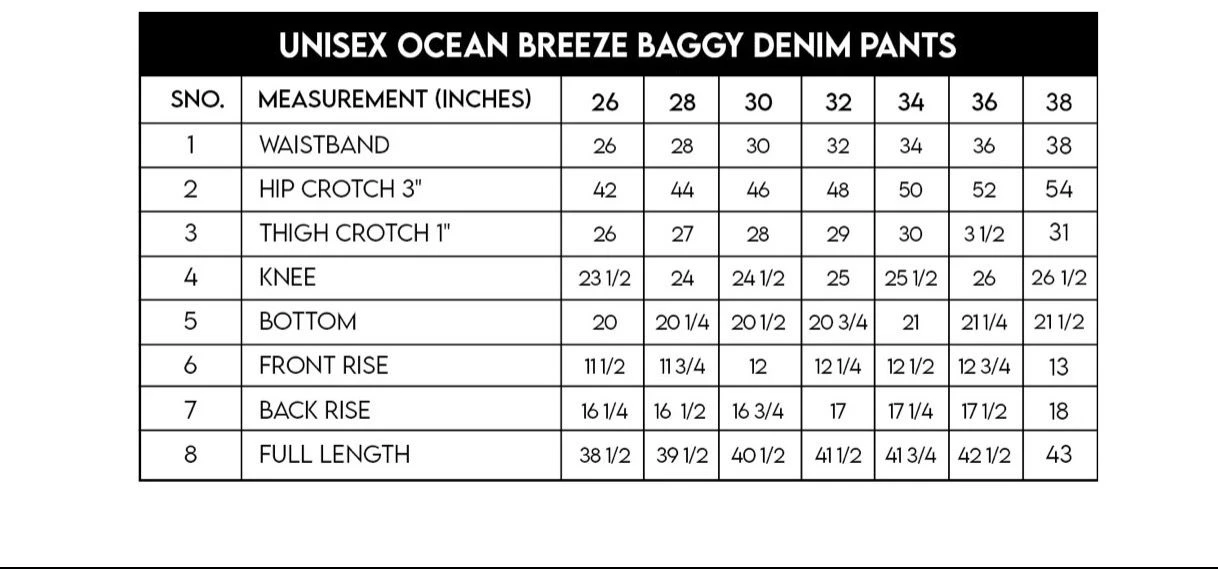 UNISEX OCEAN BREEZE BAGGY DENIM PANTS
SNO. MEASUREMENT (INCHES) 26 28 30 32 34 36 38
1 WAISTBAND 26 28 30 32 34 36 38
2 HIP CROTCH 3" 42 44 46 48 50 52 54
3 THIGH CROTCH 1" 26 27 28 29 30 3 1/2 31
4 KNEE 23 1/2 24 24 1/2 25 25 1/2 26 26 1/2
5 BOTTOM 20 20 1/4 20 1/2 20 3/4 21 21 1/4 21 1/2
6 FRONT RISE 11 1/2 11 3/4 12 12 1/4 12 1/2 12 3/4 13
7 BACK RISE 16 1/4 16 1/2 16 3/4 17 17 1/4 17 1/2 18
8 FULL LENGTH 38 1/2 39 1/2 40 1/2 41 1/2 41 3/4 42 1/2 43